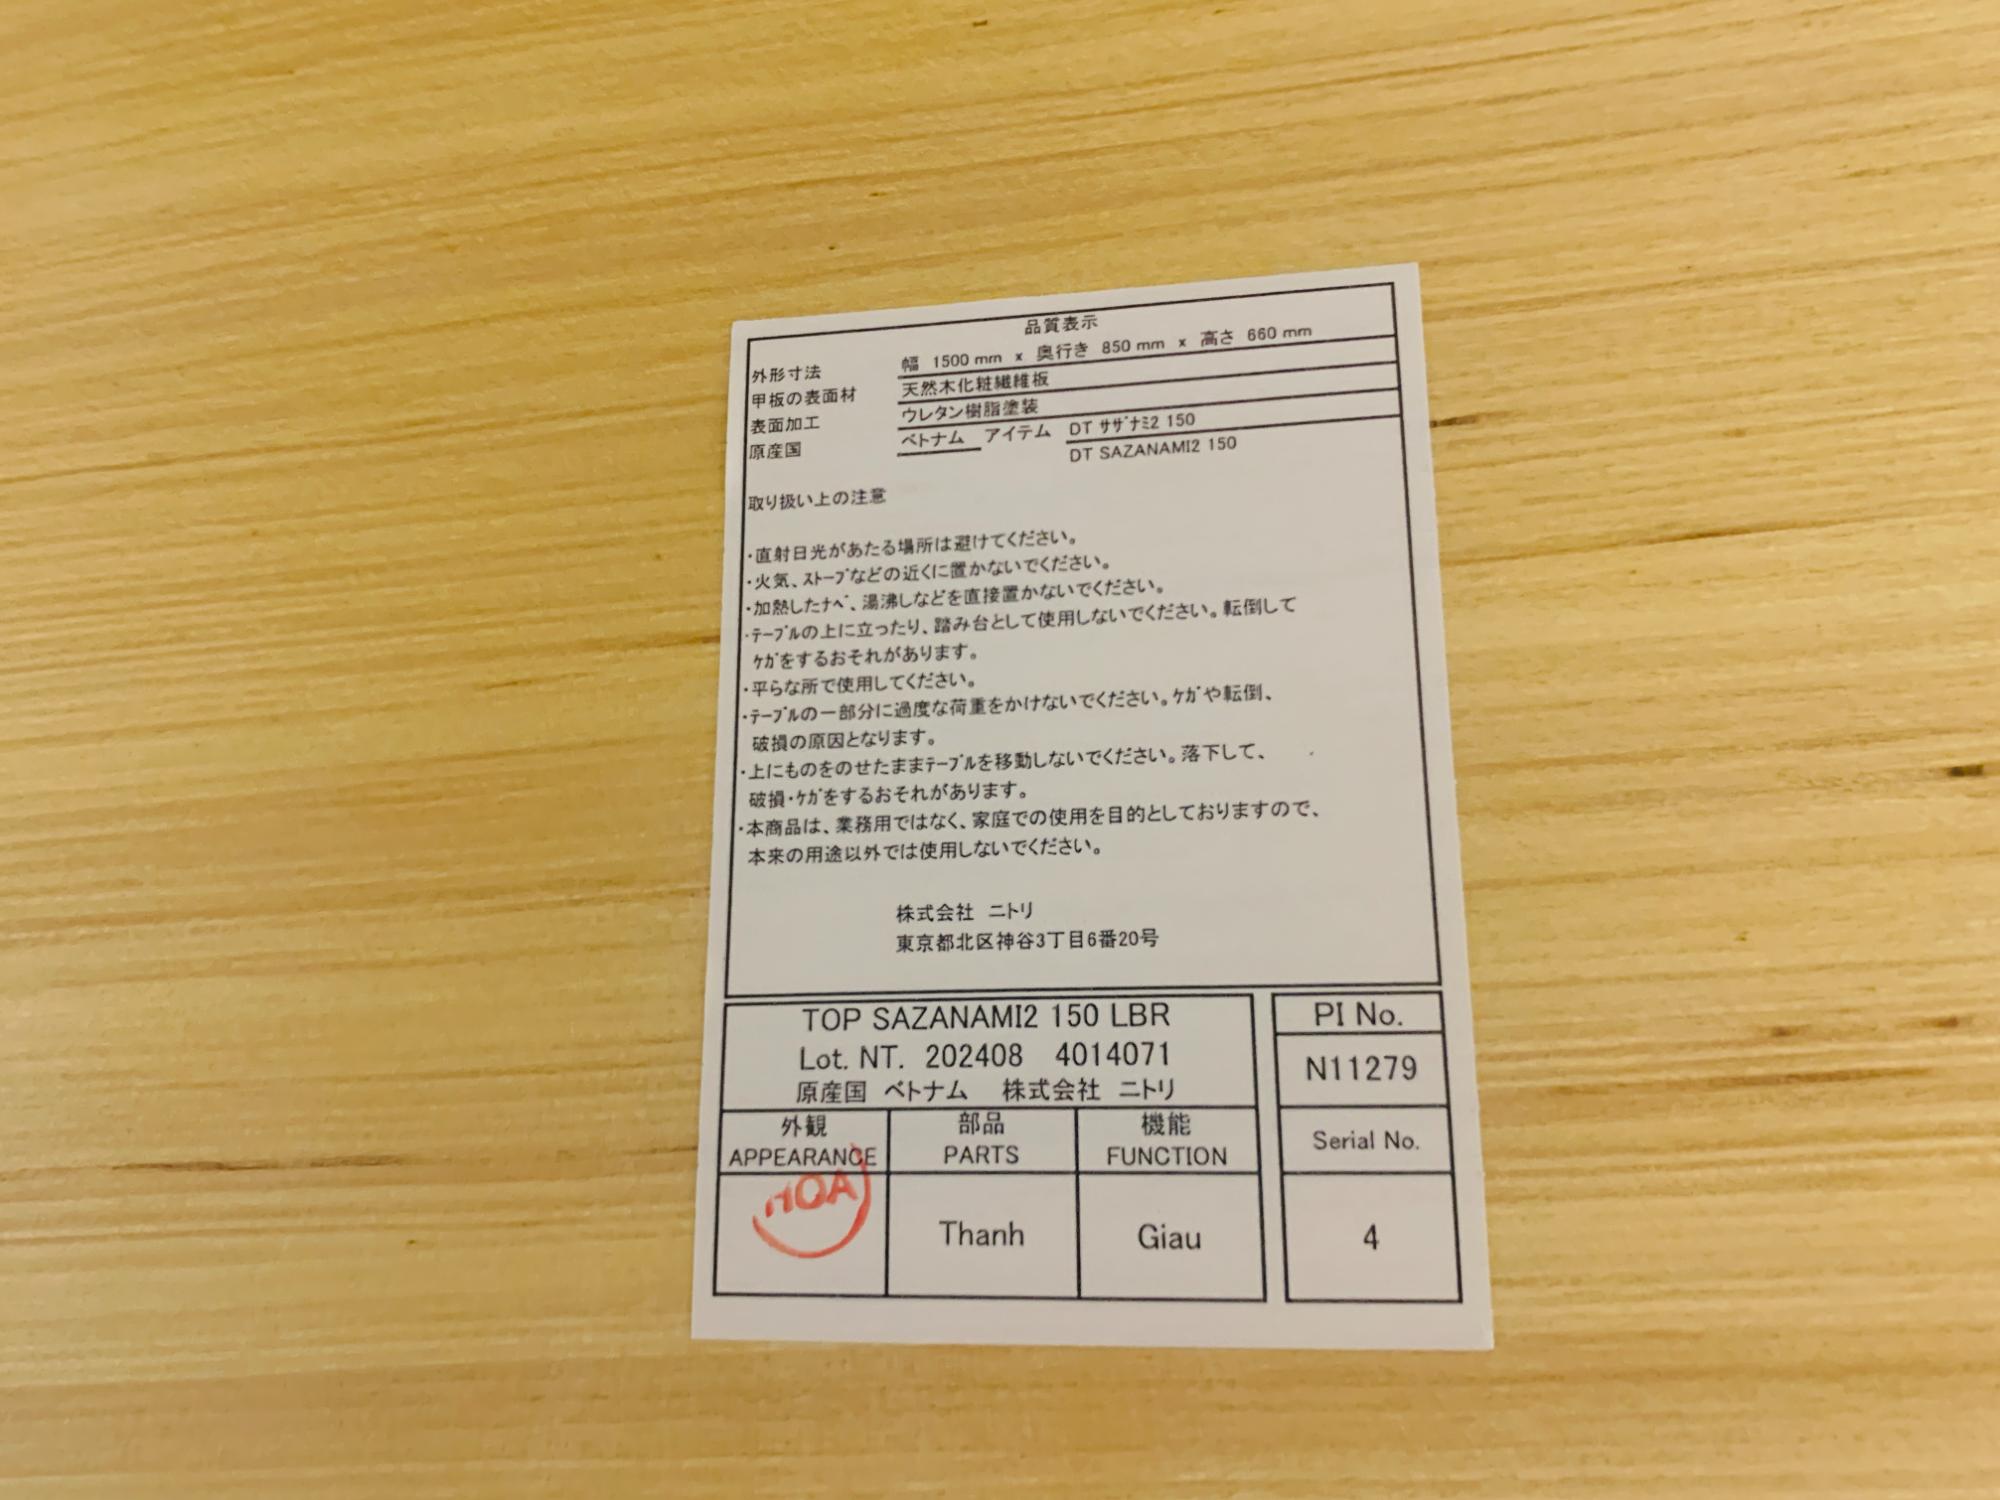 品質表示
外形寸法 幅 1500 mm x 奥行き 850 mm x 高さ 660 mm
甲板の表面材 天然木化粧繊維板
表面加工 ウレタン樹脂塗装
原産国 ベトナム アイテム DT ｻｻﾞﾅﾐ2 150
DT SAZANAMI2 150
取り扱い上の注意
・直射日光があたる場所は避けてください。
・火気、ｽﾄｰﾌﾞなどの近くに置かないでください。
・加熱したﾅﾍﾞ、湯沸しなどを直接置かないでください。
・ﾃｰﾌﾞﾙの上に立ったり、踏み台として使用しないでください。転倒して
ｹｶﾞをするおそれがあります。
・平らな所で使用してください。
・ﾃｰﾌﾞﾙの一部分に過度な荷重をかけないでください。ｹｶﾞや転倒、
破損の原因となります。
・上にものをのせたままﾃｰﾌﾞﾙを移動しないでください。落下して、
破損・ｹｶﾞをするおそれがあります。
・本商品は、業務用ではなく、家庭での使用を目的としておりますので、
本来の用途以外では使用しないでください。
株式会社 ニトリ
東京都北区神谷3丁目6番20号
TOP SAZANAMI2 150 LBR
Lot. NT. 202408 4014071
原産国 ベトナム 株式会社 ニトリ
PI No.
N11279
外観 部品 機能
APPEARANCE PARTS FUNCTION
Serial No.
HOA Thanh Giau
4